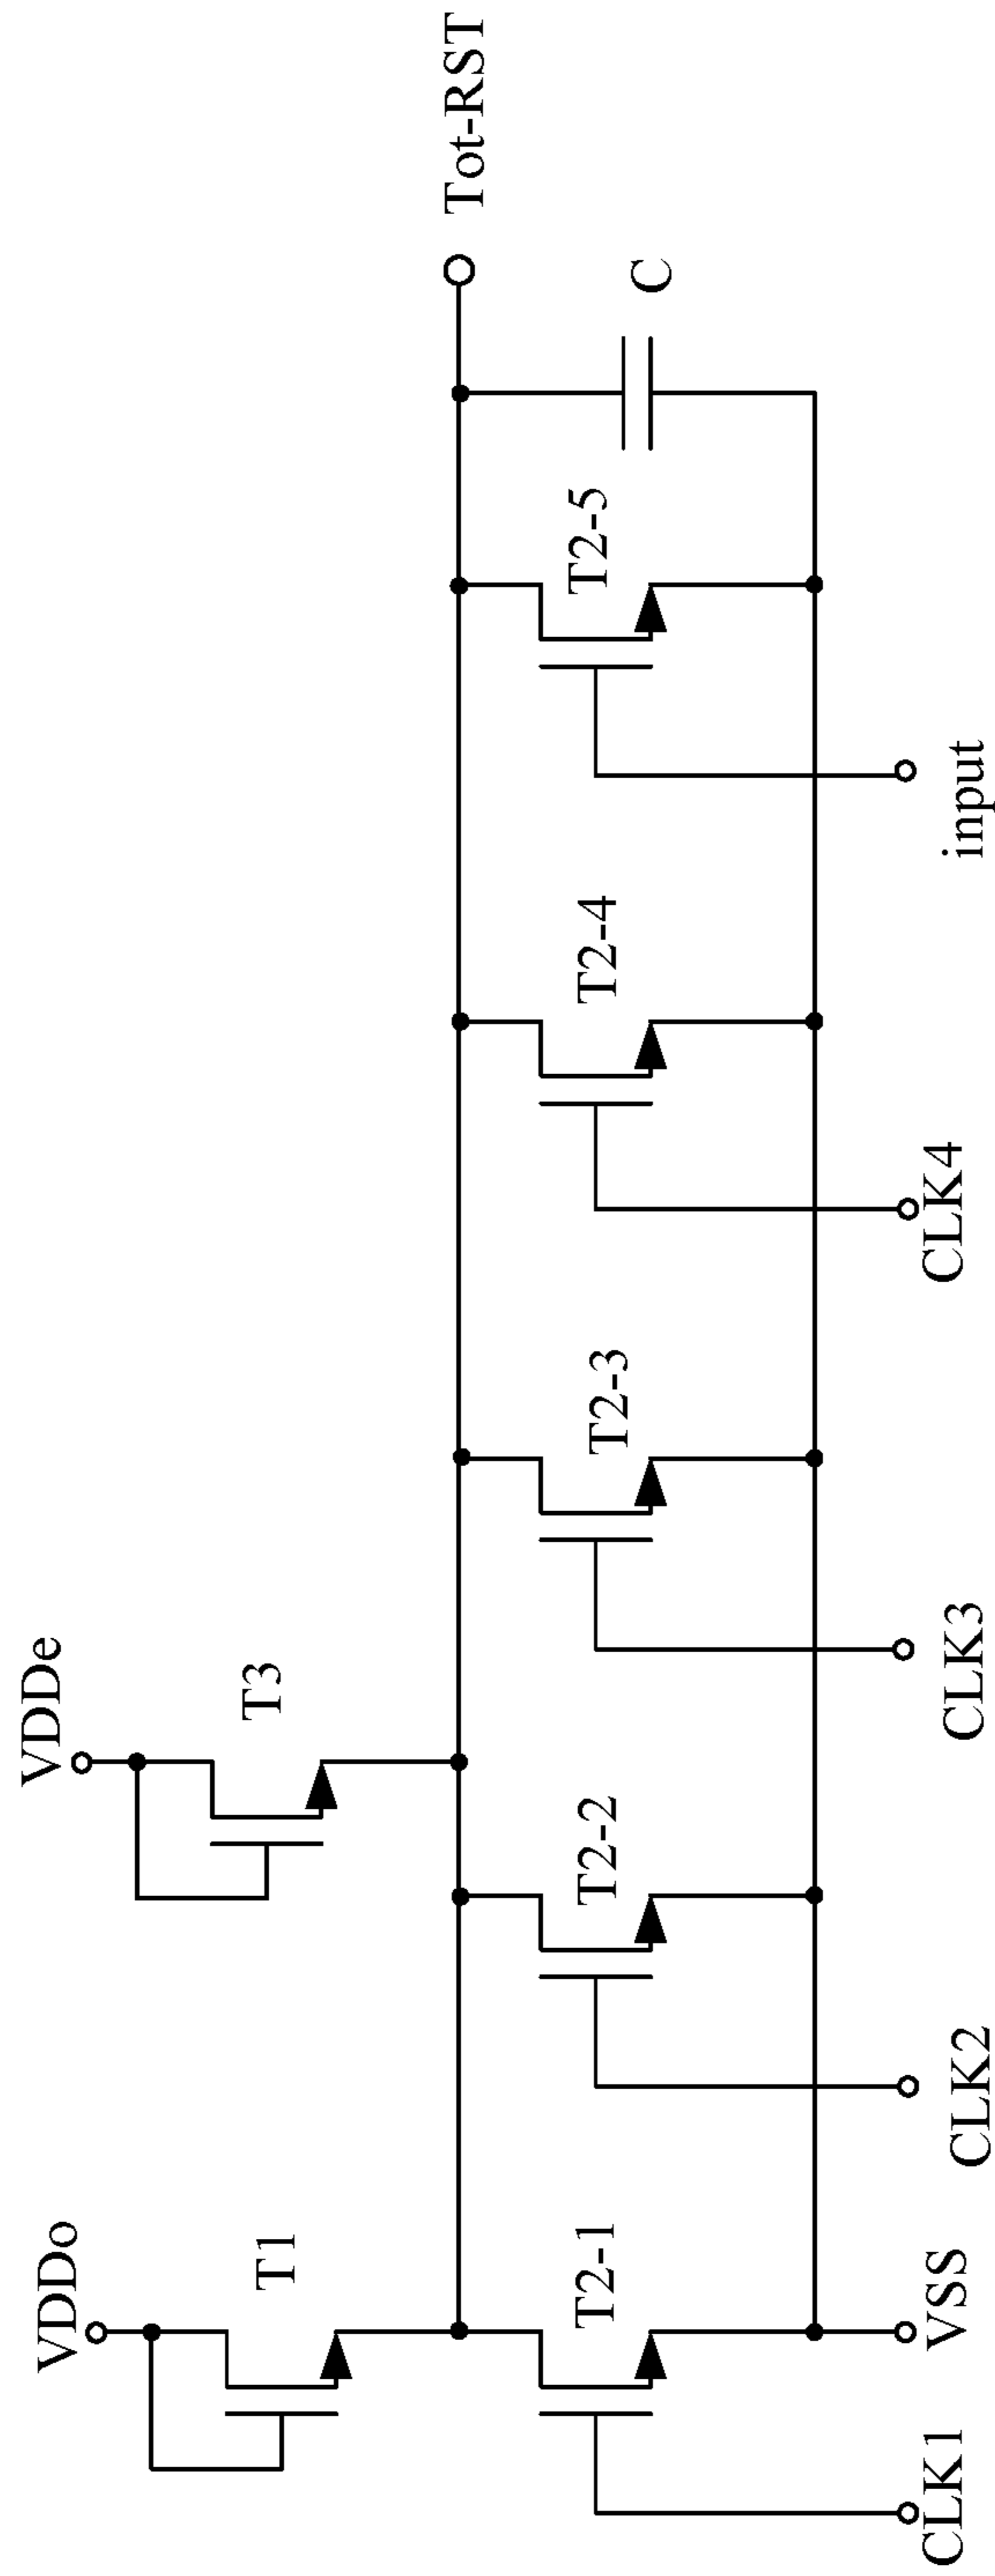 VDDo
VDDe
T1
T3
Tot-RST
T2-1
T2-2
T2-3
T2-4
T2-5
C
CLK1
VSS
CLK2
CLK3
CLK4
input